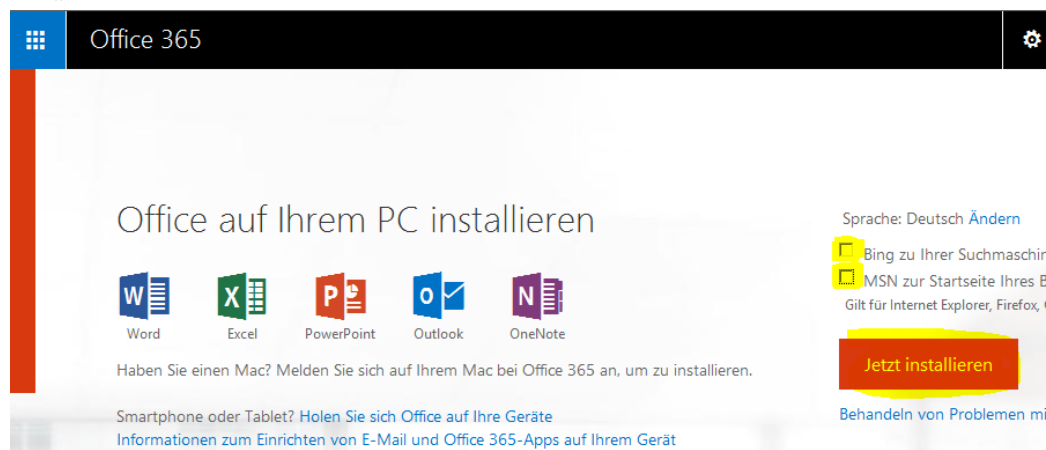 Office 365
Office auf Ihrem PC installieren
Word Excel PowerPoint Outlook OneNote
Haben Sie einen Mac? Melden Sie sich auf Ihrem Mac bei Office 365 an, um zu installieren.
Smartphone oder Tablet? Holen Sie sich Office auf Ihre Geräte
Informationen zum Einrichten von E-Mail und Office 365-Apps auf Ihrem Gerät
Sprache: Deutsch Ändern
Bing zu Ihrer
MSN zur Startseite Ihres
Gilt für Internet Explorer, Firefox,
Jetzt installieren
Behandeln von Problemen